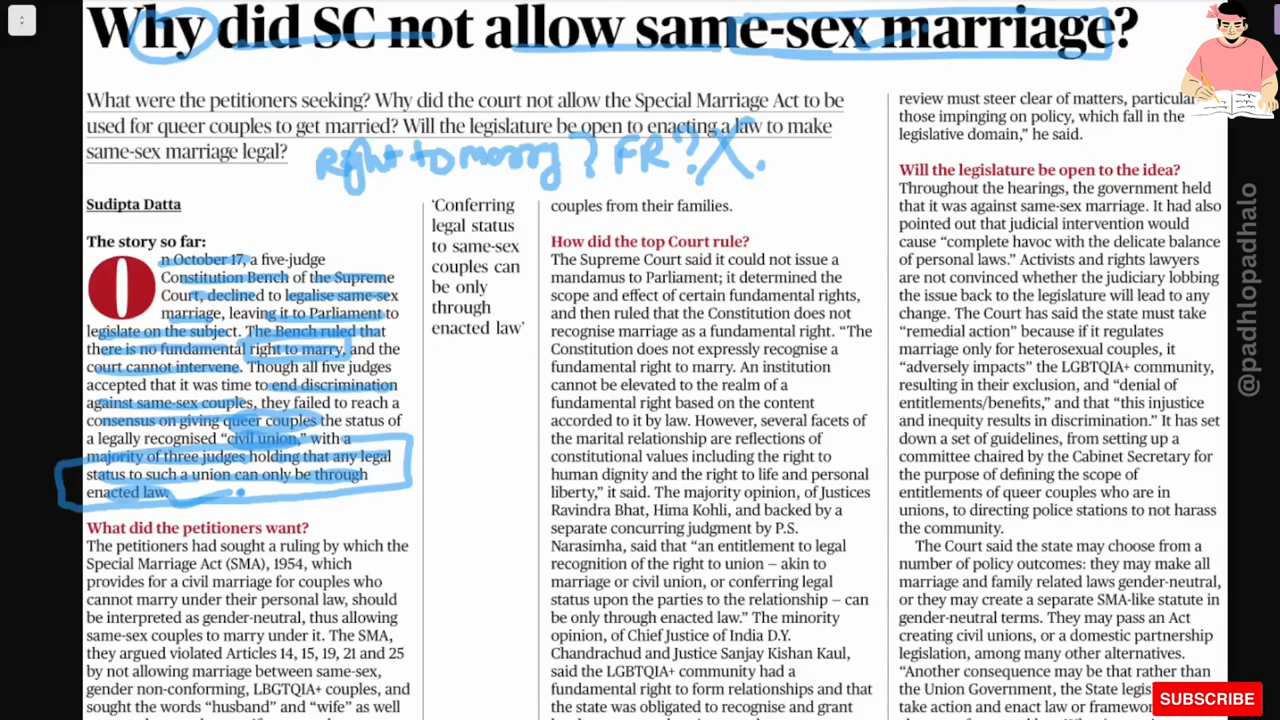 Why did SC not allow same-sex marriage?
What were the petitioners seeking? Why did the court not allow the Special Marriage Act to be
used for queer couples to get married? Will the legislature be open to enacting a law to make
same-sex marriage legal?
Right to marry? FR? X.
Sudipta Datta
The story so far:
On October 17, a five-judge
Constitution Bench of the Supreme
Court, declined to legalise same-sex
marriage, leaving it to Parliament to
legislate on the subject. The Bench ruled that
there is no fundamental right to marry, and the
court cannot intervene. Though all five judges
accepted that it was time to end discrimination
against same-sex couples, they failed to reach a
consensus on giving queer couples the status of
a legally recognised “civil union,” with a
majority of three judges holding that any legal
status to such a union can only be through
enacted law.
What did the petitioners want?
The petitioners had sought a ruling by which the
Special Marriage Act (SMA), 1954, which
provides for a civil marriage for couples who
cannot marry under their personal law, should
be interpreted as gender-neutral, thus allowing
same-sex couples to marry under it. The SMA,
they argued violated Articles 14, 15, 19, 21 and 25
by not allowing marriage between same-sex,
gender non-conforming, LBGTQIA+ couples, and
sought the words “husband” and “wife” as well
‘Conferring
legal status
to same-sex
couples can
be only
through
enacted law’
couples from their families.
How did the top Court rule?
The Supreme Court said it could not issue a
mandamus to Parliament; it determined the
scope and effect of certain fundamental rights,
and then ruled that the Constitution does not
recognise marriage as a fundamental right. “The
Constitution does not expressly recognise a
fundamental right to marry. An institution
cannot be elevated to the realm of a
fundamental right based on the content
accorded to it by law. However, several facets of
the marital relationship are reflections of
constitutional values including the right to
human dignity and the right to life and personal
liberty,” it said. The majority opinion, of Justices
Ravindra Bhat, Hima Kohli, and backed by a
separate concurring judgment by P.S.
Narasimha, said that “an entitlement to legal
recognition of the right to union – akin to
marriage or civil union, or conferring legal
status upon the parties to the relationship – can
be only through enacted law.” The minority
opinion, of Chief Justice of India D.Y.
Chandrachud and Justice Sanjay Kishan Kaul,
said the LGBTQIA+ community had a
fundamental right to form relationships and that
the state was obligated to recognise and grant
review must steer clear of matters, particular
those impinging on policy, which fall in the
legislative domain,” he said.
Will the legislature be open to the idea?
Throughout the hearings, the government held
that it was against same-sex marriage. It had also
pointed out that judicial intervention would
cause “complete havoc with the delicate balance
of personal laws.” Activists and rights lawyers
are not convinced whether the judiciary lobbing
the issue back to the legislature will lead to any
change. The Court has said the state must take
“remedial action” because if it regulates
marriage only for heterosexual couples, it
“adversely impacts” the LGBTQIA+ community,
resulting in their exclusion, and “denial of
entitlements/benefits,” and that “this injustice
and inequity results in discrimination.” It has set
down a set of guidelines, from setting up a
committee chaired by the Cabinet Secretary for
the purpose of defining the scope of
entitlements of queer couples who are in
unions, to directing police stations to not harass
the community.
The Court said the state may choose from a
number of policy outcomes: they may make all
marriage and family related laws gender-neutral,
or they may create a separate SMA-like statute in
gender-neutral terms. They may pass an Act
creating civil unions, or a domestic partnership
legislation, among many other alternatives.
“Another consequence may be that rather than
the Union Government, the State legis
take action and enact law or framewor
@padhlopadhalo
SUBSCRIBE